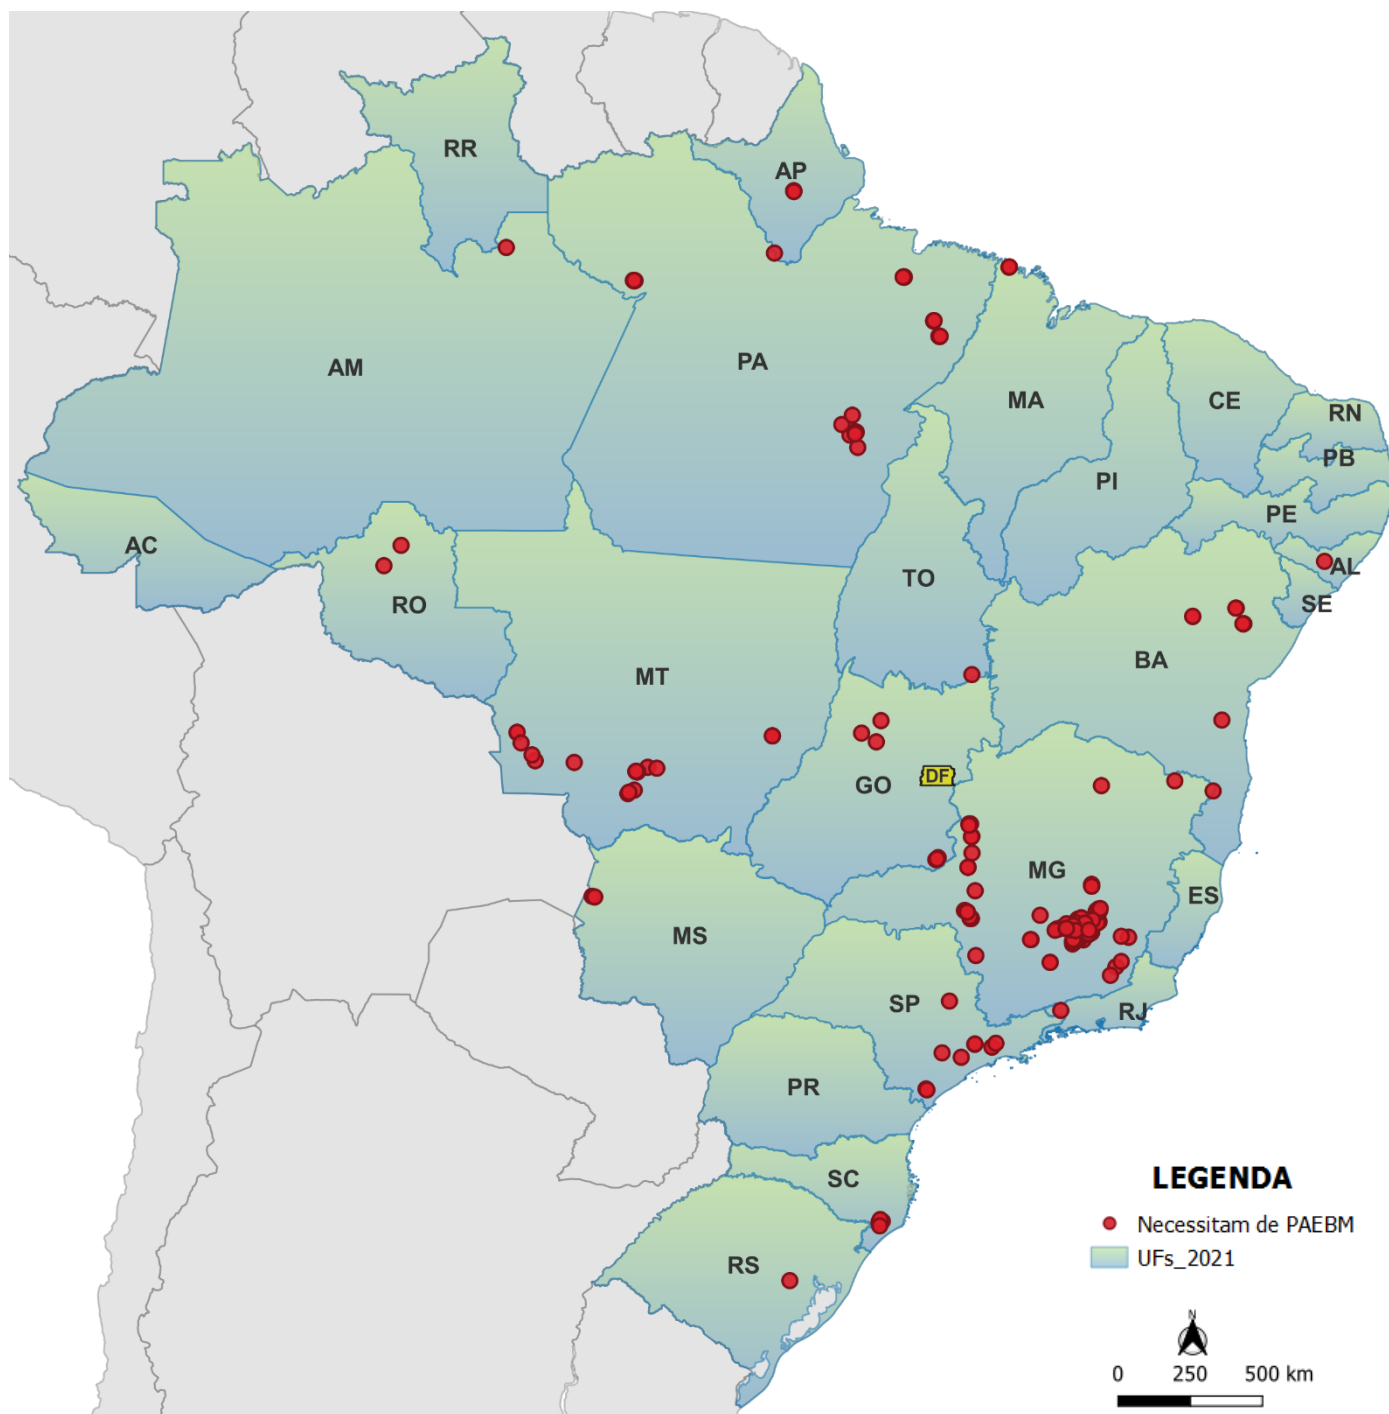 RR
AP
AM
PA
MA
CE
RN
PB
PI
PE
AC
AL
TO
SE
RO
BA
MT
DF
GO
MG
ES
MS
SP
RJ
PR
SC
RS
LEGENDA
Necessitam de PAEBM
UFs_2021
N
0 250 500 km